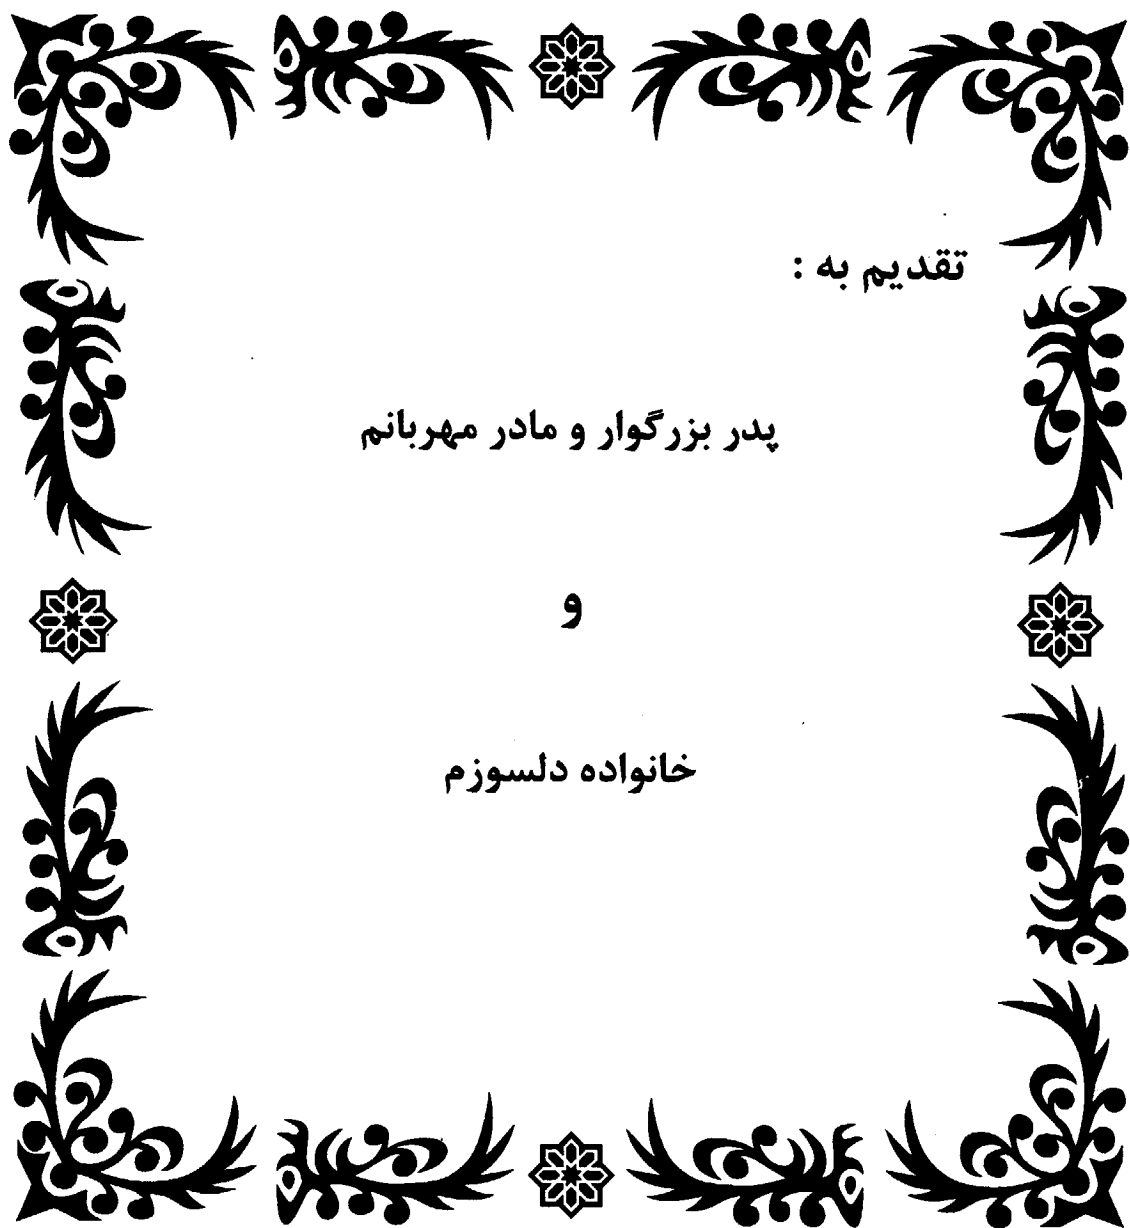 تقدیم به :
پدر بزرگوار و مادر مهربانم
و
خانواده دلسوزم